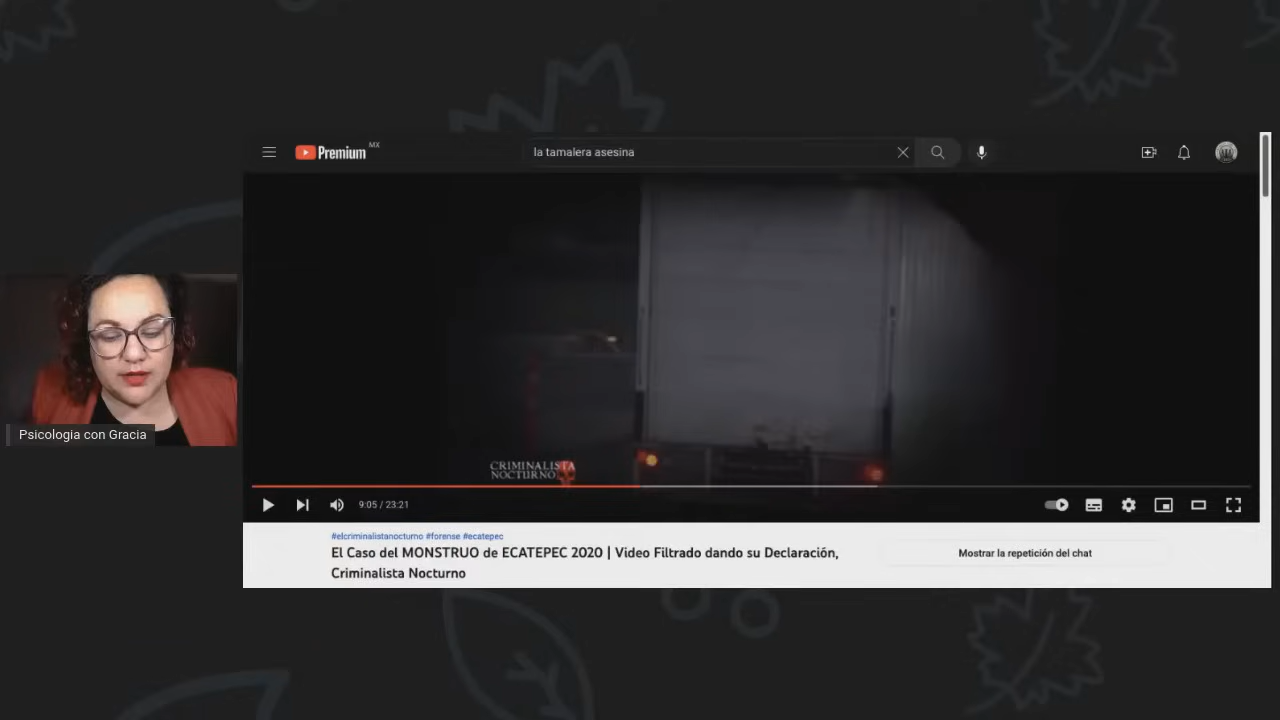 Premium MX
la tamalera asesina
CRIMINALISTA
NOCTURNO
9:05 / 23:21
#elcriminalistanocturno #forense #ecatepec
El Caso del MONSTRUO de ECATEPEC 2020 | Video Filtrado dando su Declaración,
Criminalista Nocturno
Mostrar la repetición del chat
Psicologia con Gracia